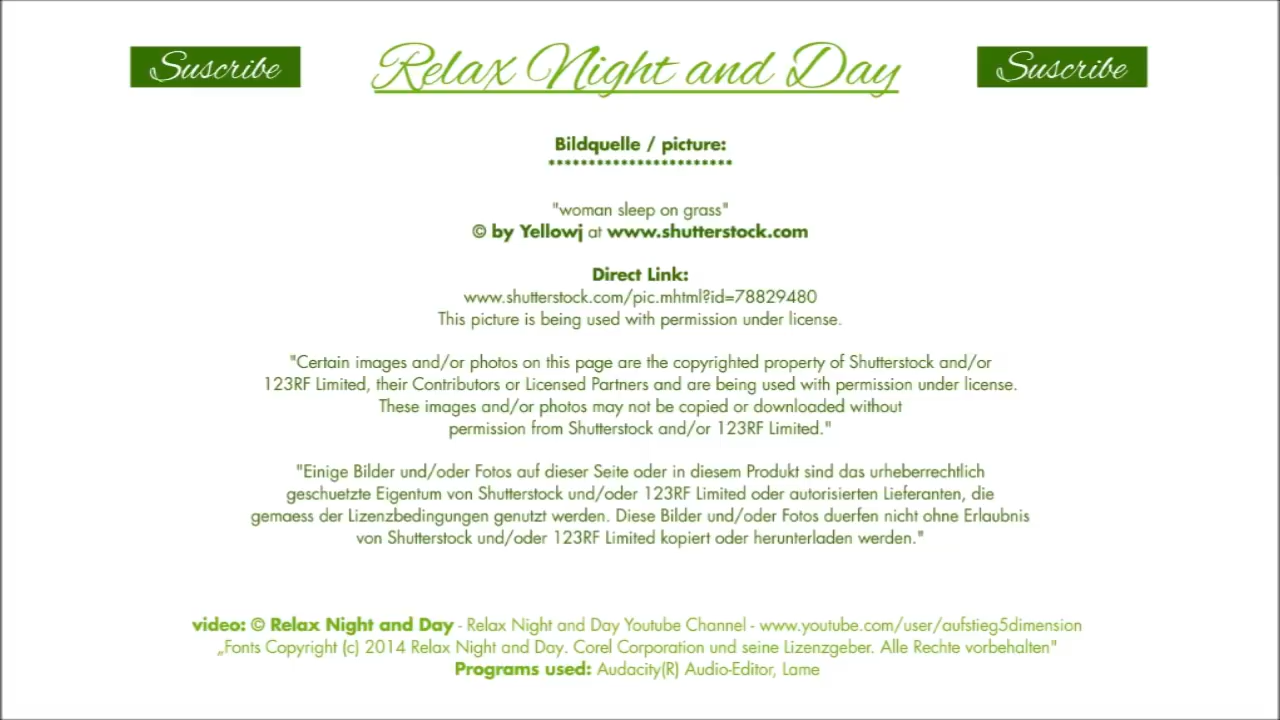 Suscribe
Relax Night and Day
Suscribe
Bildquelle / picture:
***********************
"woman sleep on grass"
© by Yellowj at www.shutterstock.com
Direct Link:
www.shutterstock.com/pic.mhtml?id=78829480
This picture is being used with permission under license.
"Certain images and/or photos on this page are the copyrighted property of Shutterstock and/or
123RF Limited, their Contributors or Licensed Partners and are being used with permission under license.
These images and/or photos may not be copied or downloaded without
permission from Shutterstock and/or 123RF Limited."
"Einige Bilder und/oder Fotos auf dieser Seite oder in diesem Produkt sind das urheberrechtlich
geschuetzte Eigentum von Shutterstock und/oder 123RF Limited oder autorisierten Lieferanten, die
gemaess der Lizenzbedingungen genutzt werden. Diese Bilder und/oder Fotos duerfen nicht ohne Erlaubnis
von Shutterstock und/oder 123RF Limited kopiert oder herunterladen werden."
video: © Relax Night and Day - Relax Night and Day Youtube Channel - www.youtube.com/user/aufstieg5dimension
„Fonts Copyright (c) 2014 Relax Night and Day. Corel Corporation und seine Lizenzgeber. Alle Rechte vorbehalten"
Programs used: Audacity(R) Audio-Editor, Lame